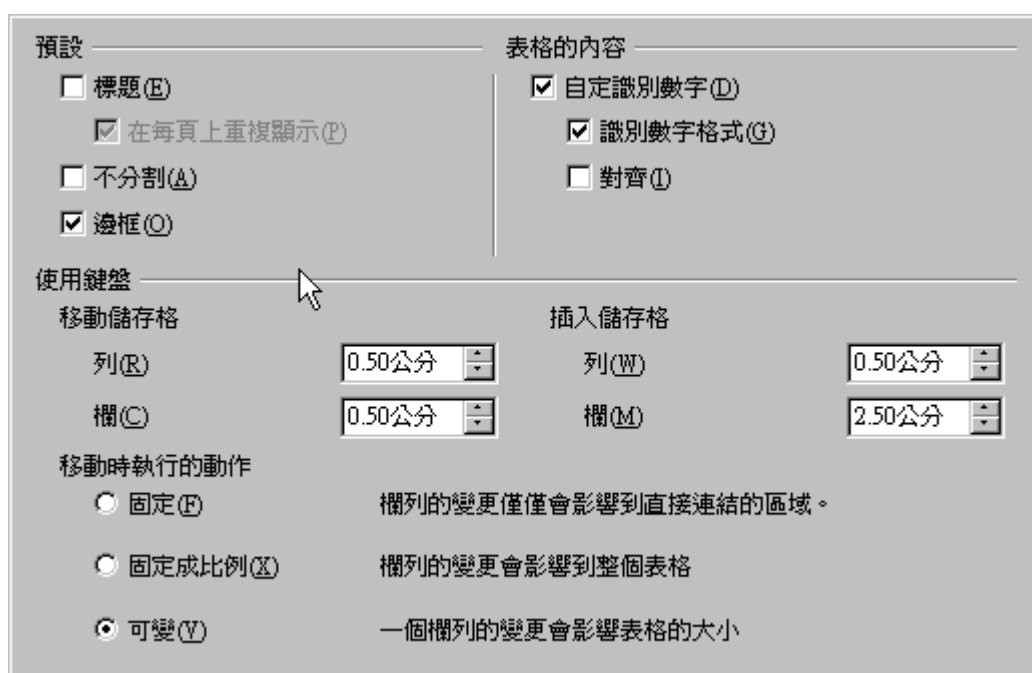 預設
標題(E)
在每頁上重複顯示(P)
不分割(A)
邊框(O)
表格的內容
自定識別數字(D)
識別數字格式(G)
對齊(I)
使用鍵盤
移動儲存格
列(R) 0.50公分
欄(C) 0.50公分
插入儲存格
列(W) 0.50公分
欄(M) 2.50公分
移動時執行的動作
固定(F) 欄列的變更僅僅會影響到直接連結的區域。
固定成比例(X) 欄列的變更會影響到整個表格
可變(V) 一個欄列的變更會影響表格的大小